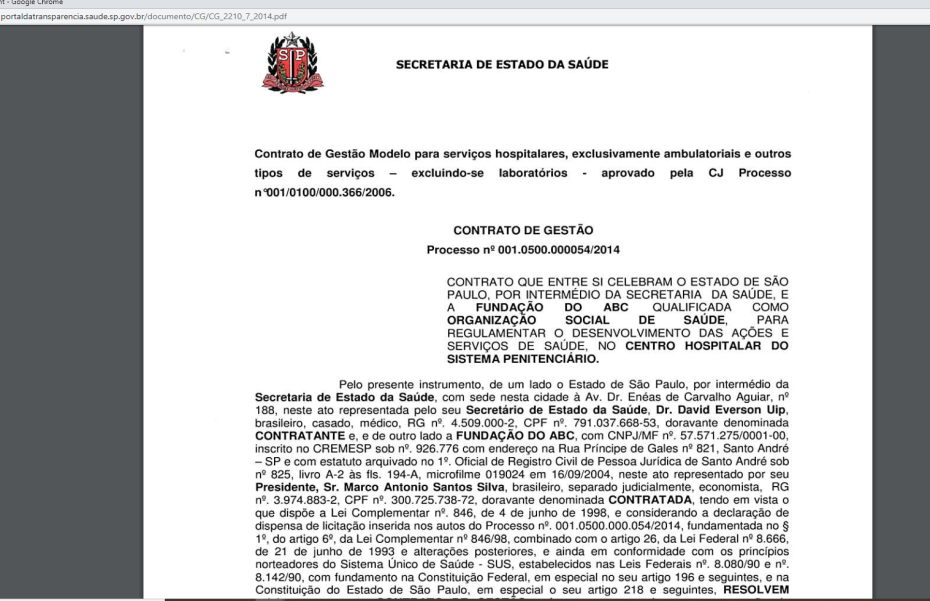 nt - Google Chrome
portaldatransparencia.saude.sp.gov.br/documento/CG/CG_2210_7_2014.pdf
SP
SECRETARIA DE ESTADO DA SAÚDE
Contrato de Gestão Modelo para serviços hospitalares, exclusivamente ambulatoriais e outros
tipos de serviços – excluindo-se laboratórios - aprovado pela CJ Processo
nº001/0100/000.366/2006.
CONTRATO DE GESTÃO
Processo nº 001.0500.000054/2014
CONTRATO QUE ENTRE SI CELEBRAM O ESTADO DE SÃO
PAULO, POR INTERMÉDIO DA SECRETARIA DA SAÚDE, E
A FUNDAÇÃO DO ABC QUALIFICADA COMO
ORGANIZAÇÃO SOCIAL DE SAÚDE, PARA
REGULAMENTAR O DESENVOLVIMENTO DAS AÇÕES E
SERVIÇOS DE SAÚDE, NO CENTRO HOSPITALAR DO
SISTEMA PENITENCIÁRIO.
Pelo presente instrumento, de um lado o Estado de São Paulo, por intermédio da
Secretaria de Estado da Saúde, com sede nesta cidade à Av. Dr. Enéas de Carvalho Aguiar, nº
188, neste ato representada pelo seu Secretário de Estado da Saúde, Dr. David Everson Uip,
brasileiro, casado, médico, RG nº. 4.509.000-2, CPF nº. 791.037.668-53, doravante denominada
CONTRATANTE e, e de outro lado a FUNDAÇÃO DO ABC, com CNPJ/MF nº. 57.571.275/0001-00,
inscrito no CREMESP sob nº. 926.776 com endereço na Rua Príncipe de Gales nº 821, Santo André
– SP e com estatuto arquivado no 1º. Oficial de Registro Civil de Pessoa Jurídica de Santo André sob
nº 825, livro A-2 às fls. 194-A, microfilme 019024 em 16/09/2004, neste ato representado por seu
Presidente, Sr. Marco Antonio Santos Silva, brasileiro, separado judicialmente, economista, RG
nº. 3.974.883-2, CPF nº. 300.725.738-72, doravante denominada CONTRATADA, tendo em vista o
que dispõe a Lei Complementar nº. 846, de 4 de junho de 1998, e considerando a declaração de
dispensa de licitação inserida nos autos do Processo nº. 001.0500.000.054/2014, fundamentada no §
1º, do artigo 6º, da Lei Complementar nº 846/98, combinado com o artigo 26, da Lei Federal nº 8.666,
de 21 de junho de 1993 e alterações posteriores, e ainda em conformidade com os princípios
norteadores do Sistema Único de Saúde - SUS, estabelecidos nas Leis Federais nº. 8.080/90 e nº.
8.142/90, com fundamento na Constituição Federal, em especial no seu artigo 196 e seguintes, e na
Constituição do Estado de São Paulo, em especial o seu artigo 218 e seguintes, RESOLVEM